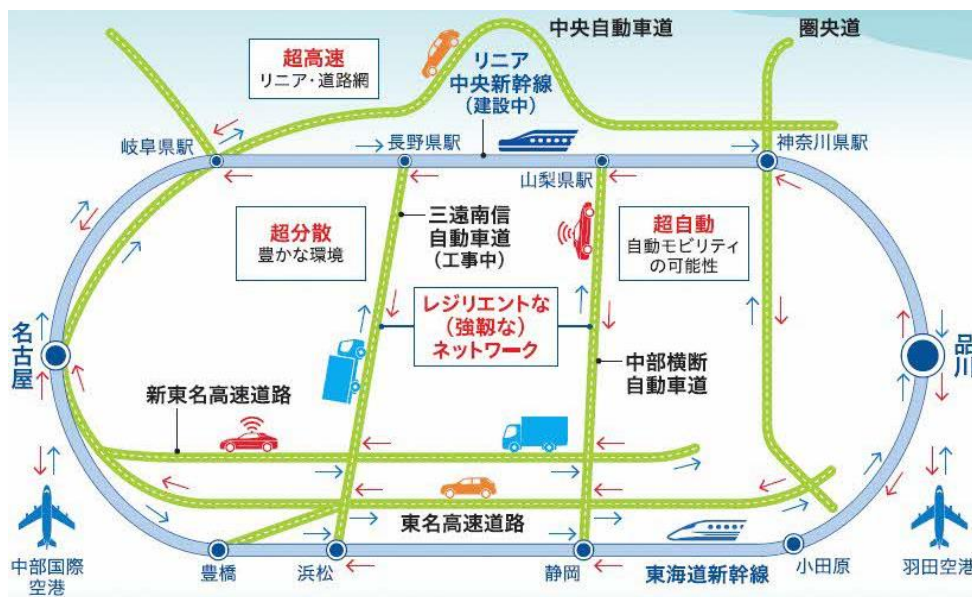 中央自動車道
圏央道
超高速
リニア・道路網
リニア
中央新幹線
(建設中)
岐阜県駅
長野県駅
山梨県駅
神奈川県駅
超分散
豊かな環境
三遠南信
自動車道
(工事中)
超自動
自動モビリティ
の可能性
レジリエントな
(強靱な)
ネットワーク
名古屋
品川
中部横断
自動車道
新東名高速道路
東名高速道路
中部国際
空港
豊橋
浜松
静岡
東海道新幹線
小田原
羽田空港